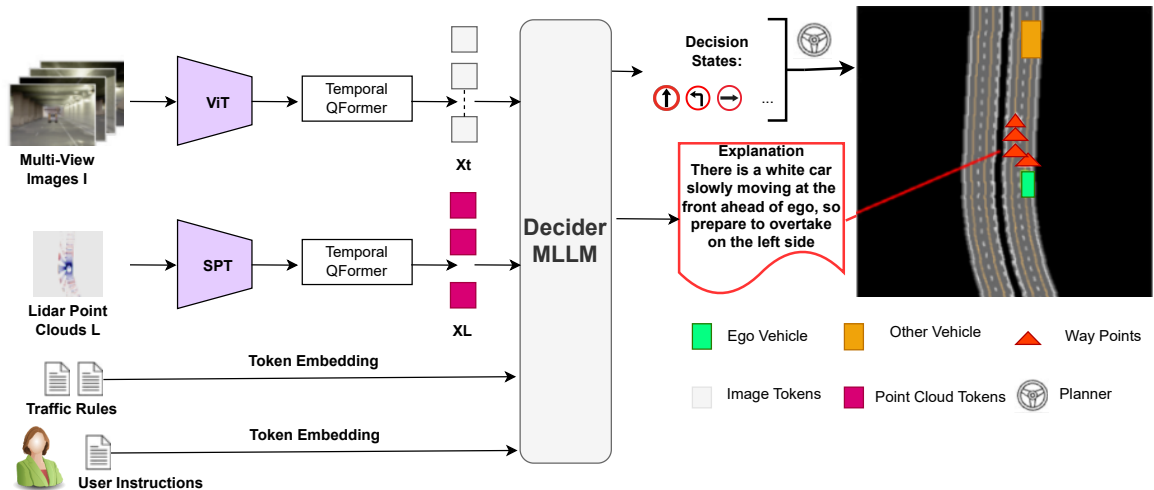 Multi-View
Images I
ViT
Temporal
QFormer
Xt
Lidar Point
Clouds L
SPT
Temporal
QFormer
XL
Traffic Rules
Token Embedding
User Instructions
Token Embedding
Decider
MLLM
Decision
States:
...
Explanation
There is a white car
slowly moving at the
front ahead of ego, so
prepare to overtake
on the left side
Ego Vehicle
Other Vehicle
Way Points
Image Tokens
Point Cloud Tokens
Planner